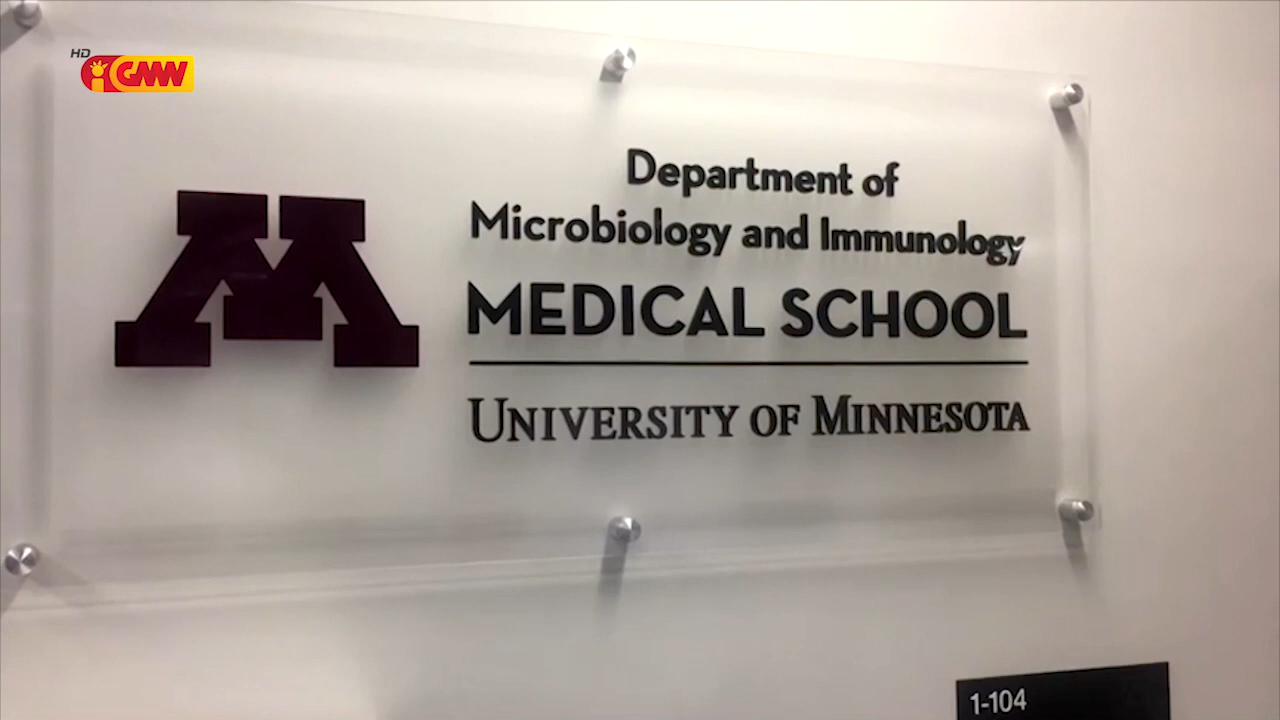 HD
GNW
M
Department of
Microbiology and Immunology
MEDICAL SCHOOL
UNIVERSITY OF MINNESOTA
1-104